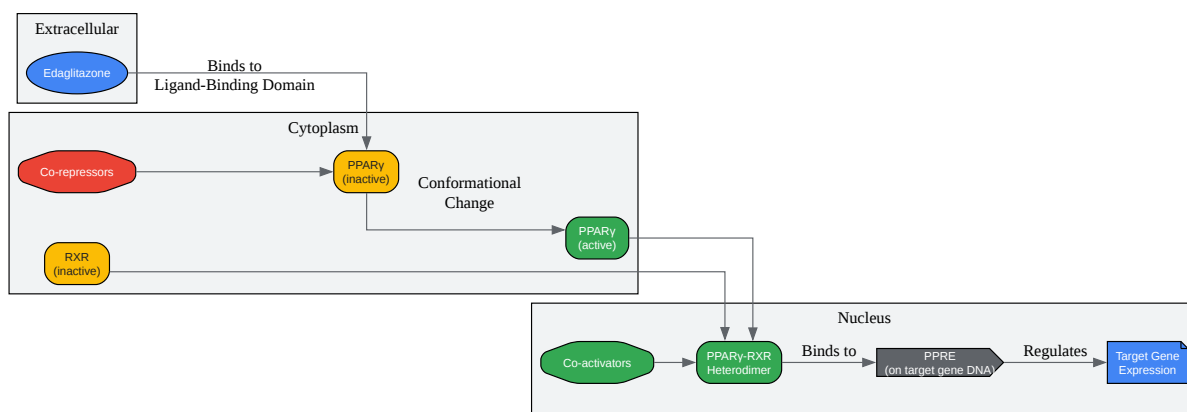 Extracellular
Edaglitazone
Binds to
Ligand-Binding Domain
Cytoplasm
Co-repressors
PPARγ
(inactive)
Conformational
Change
PPARγ
(active)
RXR
(inactive)
Nucleus
Co-activators
PPARγ-RXR
Heterodimer
Binds to
PPRE
(on target gene DNA)
Regulates
Target Gene
Expression